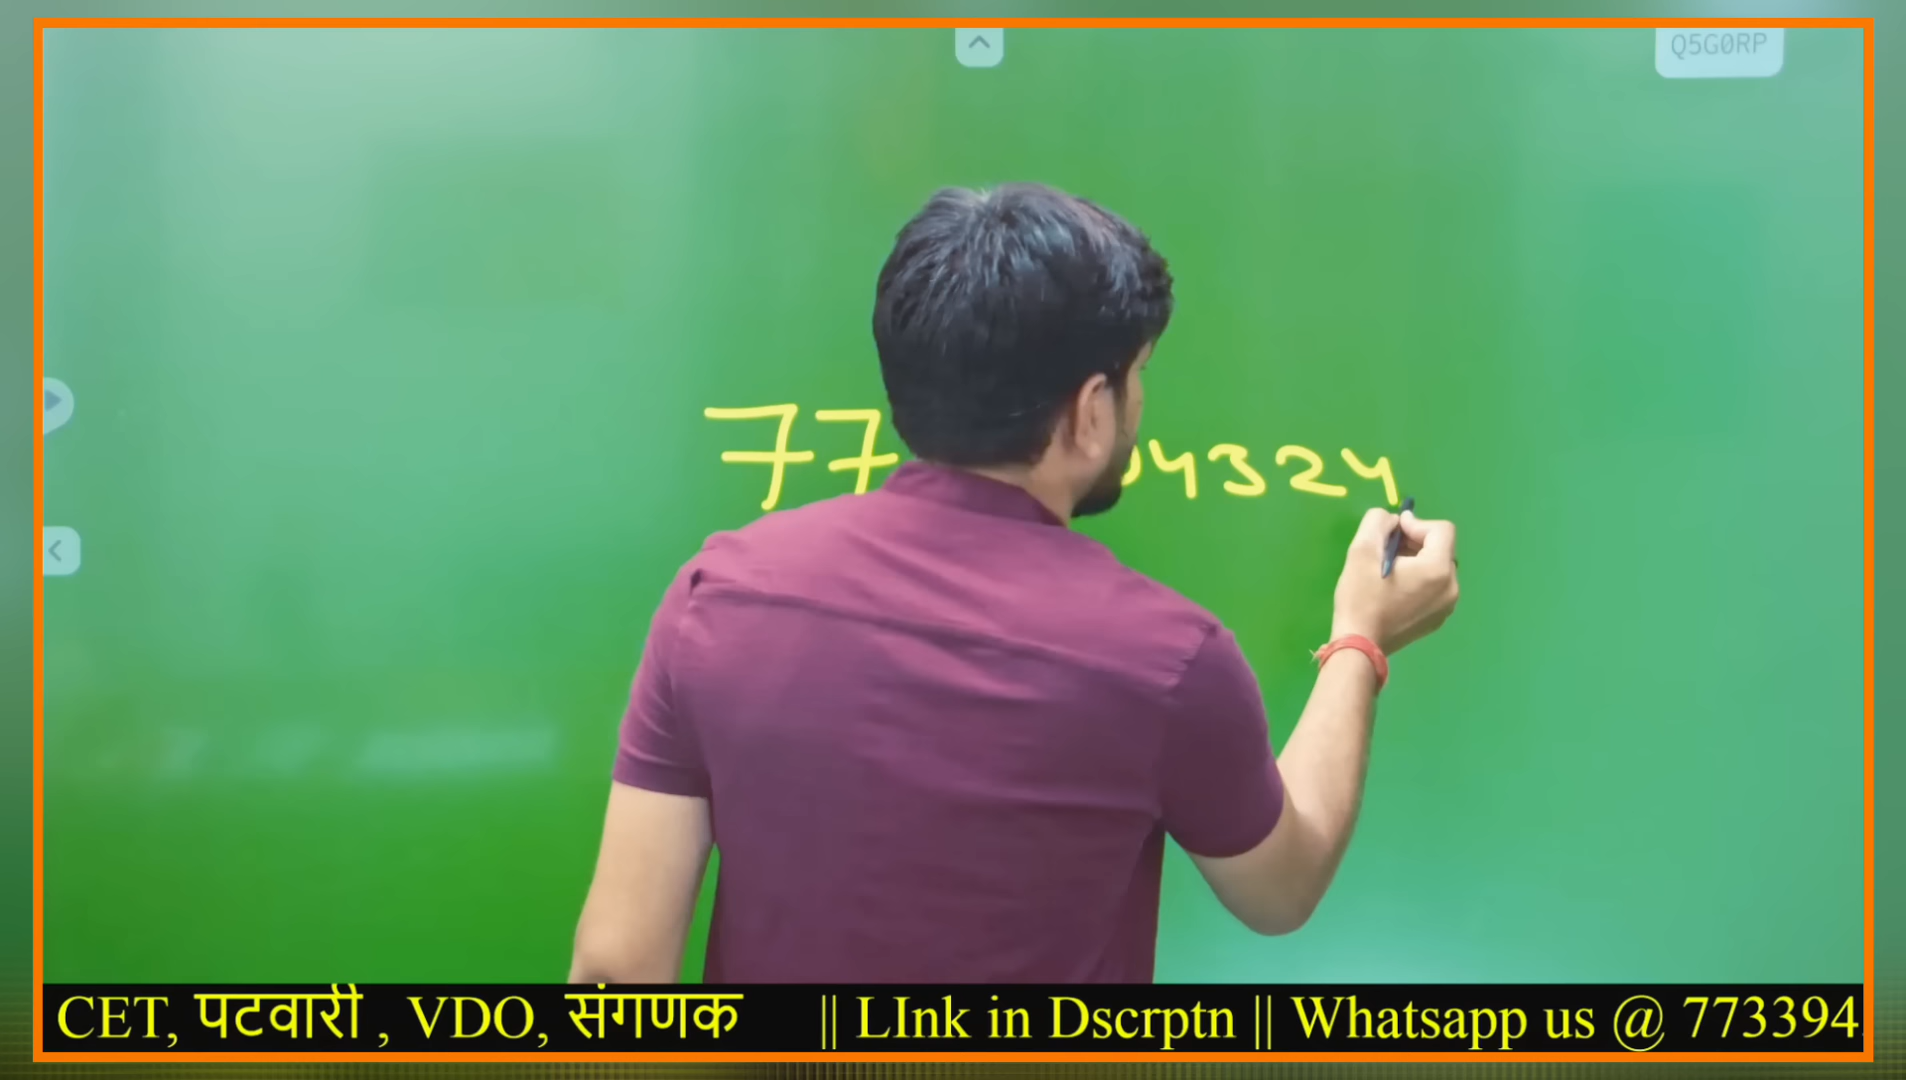 Q5G0RP
77 4324
CET, पटवारी , VDO, संगणक || LInk in Dscrptn || Whatsapp us @ 773394